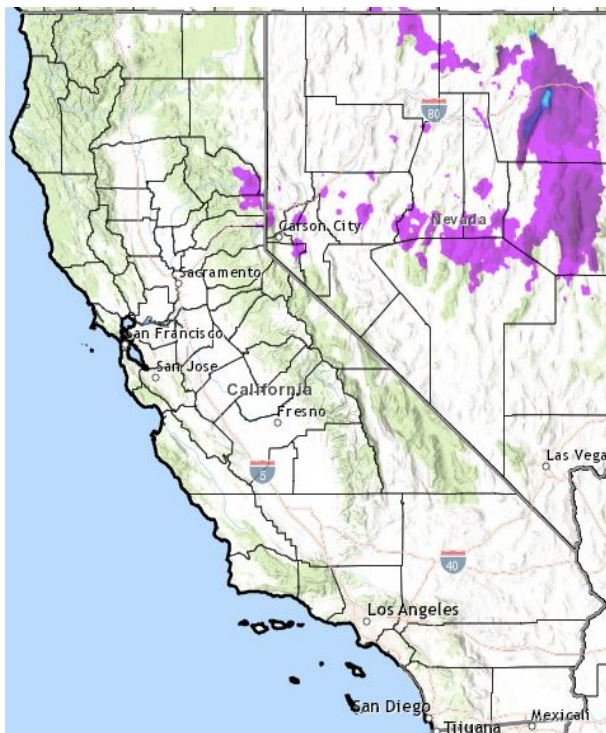 80
Nevada
Carson City
Sacramento
San Francisco
San Jose
California
Fresno
Las Vega
5
40
Los Angeles
San Diego
Mexicali
Tijuana